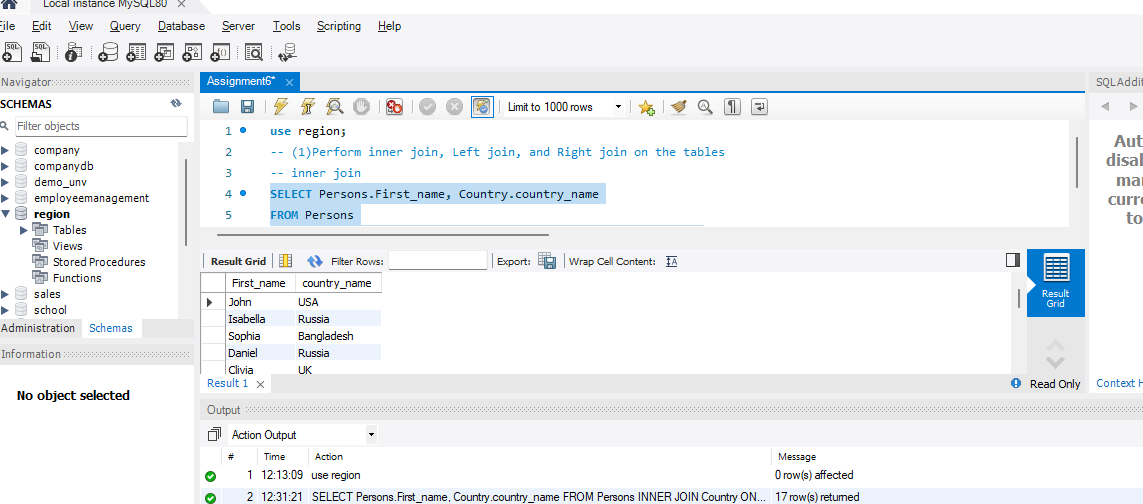 Local instance MySQL80 ×
File Edit View Query Database Server Tools Scripting Help
SQL SQL
Navigator
SCHEMAS
Filter objects
company
companydb
demo_unv
employeemanagement
region
Tables
Views
Stored Procedures
Functions
sales
school
Administration Schemas
Information
No object selected
Assignment6* ×
Limit to 1000 rows
1 use region;
2 -- (1)Perform inner join, Left join, and Right join on the tables
3 -- inner join
4 SELECT Persons.First_name, Country.country_name
5 FROM Persons
Result Grid Filter Rows: Export: Wrap Cell Content: IA
First_name country_name
John USA
Isabella Russia
Sophia Bangladesh
Daniel Russia
Clivia UK
Result 1 ×
Result
Grid
Read Only
Output
Action Output
# Time Action Message
1 12:13:09 use region 0 row(s) affected
2 12:31:21 SELECT Persons.First_name, Country.country_name FROM Persons INNER JOIN Country ON... 17 row(s) returned
SQLAddit
Aut
disal
mar
curre
to
Context H